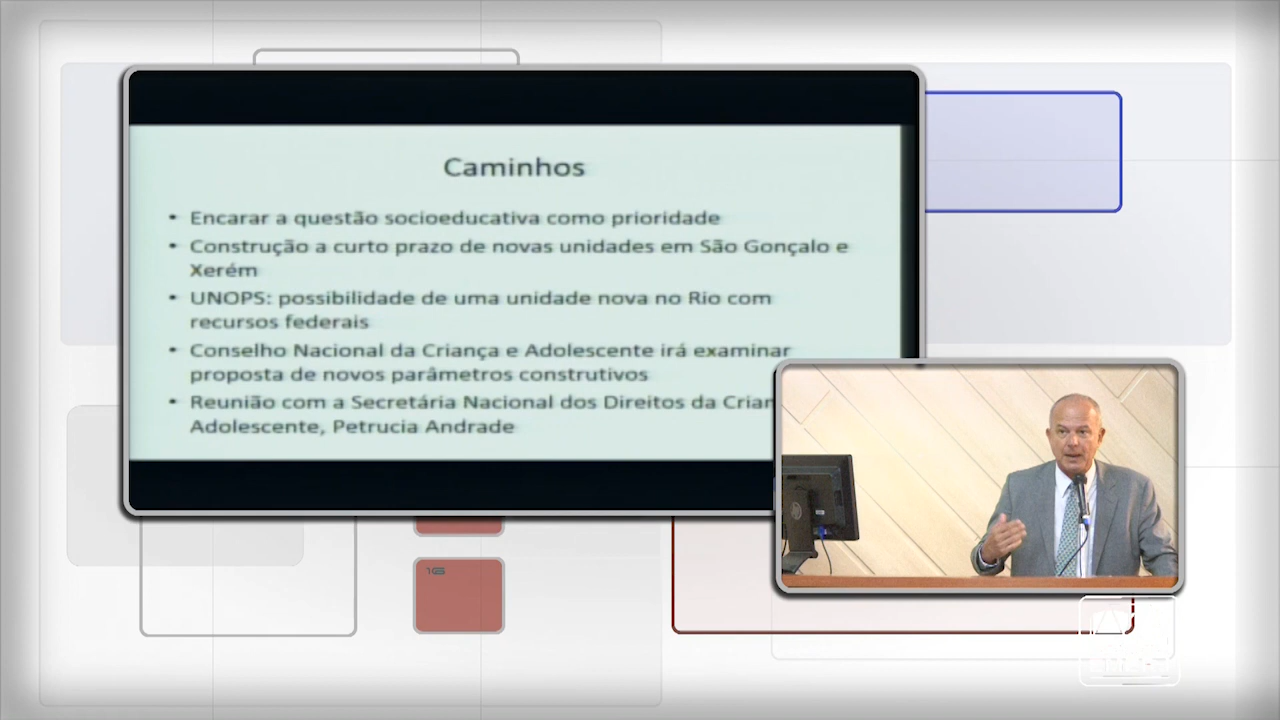 Caminhos
• Encarar a questão socioeducativa como prioridade
• Construção a curto prazo de novas unidades em São Gonçalo e
Xerém
• UNOPS: possibilidade de uma unidade nova no Rio com
recursos federais
• Conselho Nacional da Criança e Adolescente irá examinar
proposta de novos parâmetros construtivos
• Reunião com a Secretária Nacional dos Direitos da Crian
Adolescente, Petrucia Andrade
16